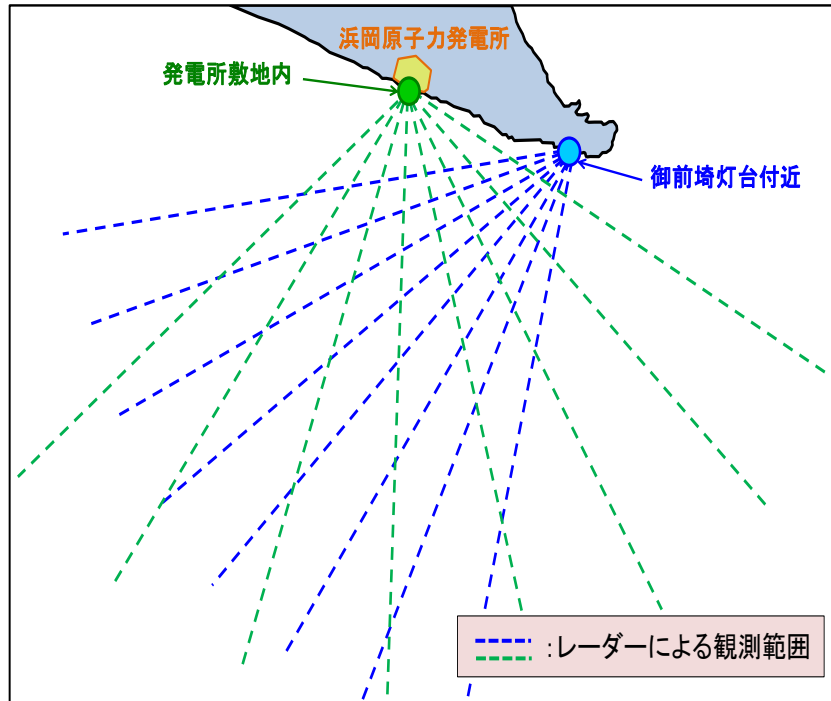 浜岡原子力発電所
発電所敷地内
御前埼灯台付近
:レーダーによる観測範囲